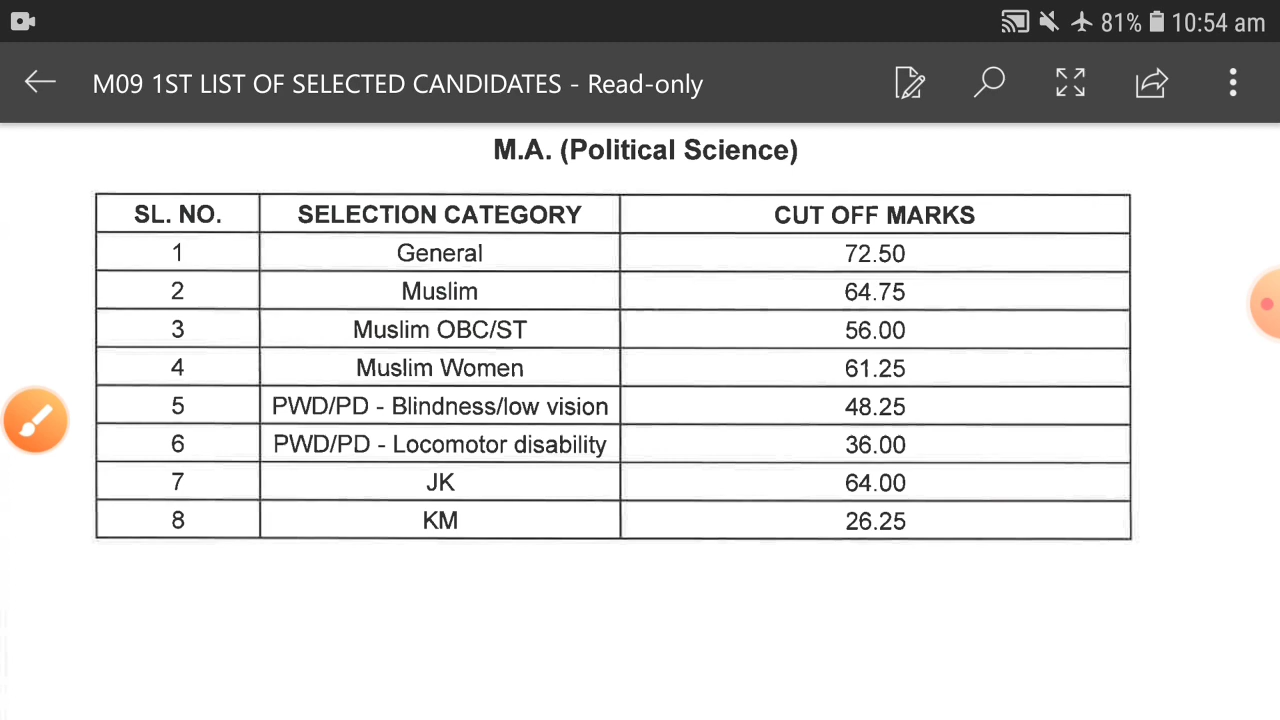 81% 10:54 am
M09 1ST LIST OF SELECTED CANDIDATES - Read-only
M.A. (Political Science)
SL. NO. SELECTION CATEGORY CUT OFF MARKS
1 General 72.50
2 Muslim 64.75
3 Muslim OBC/ST 56.00
4 Muslim Women 61.25
5 PWD/PD - Blindness/low vision 48.25
6 PWD/PD - Locomotor disability 36.00
7 JK 64.00
8 KM 26.25